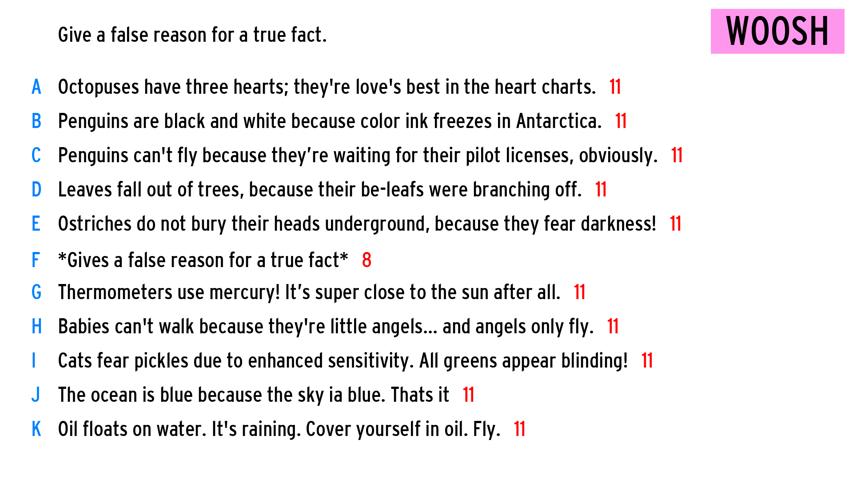 Give a false reason for a true fact.
WOOSH
A Octopuses have three hearts; they're love's best in the heart charts. 11
B Penguins are black and white because color ink freezes in Antarctica. 11
C Penguins can't fly because they’re waiting for their pilot licenses, obviously. 11
D Leaves fall out of trees, because their be-leafs were branching off. 11
E Ostriches do not bury their heads underground, because they fear darkness! 11
F *Gives a false reason for a true fact* 8
G Thermometers use mercury! It’s super close to the sun after all. 11
H Babies can't walk because they're little angels... and angels only fly. 11
I Cats fear pickles due to enhanced sensitivity. All greens appear blinding! 11
J The ocean is blue because the sky ia blue. Thats it 11
K Oil floats on water. It's raining. Cover yourself in oil. Fly. 11